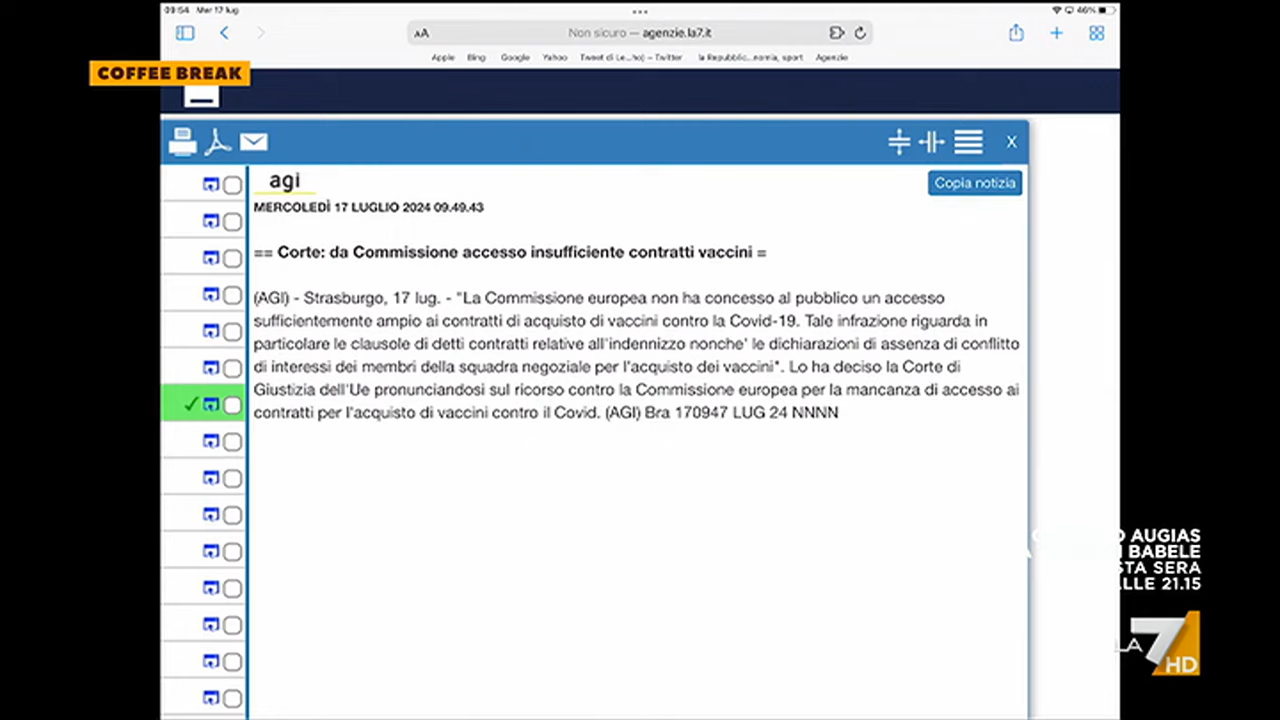 09:54 Mer 17 lug
46%
AA
Non sicuro — agenzie.la7.it
Apple Bing Google Yahoo Tweet di Le...ho) – Twitter la Repubblic...nomia, sport Agenzie
COFFEE BREAK
agi
Copia notizia
X
MERCOLEDÌ 17 LUGLIO 2024 09.49.43
== Corte: da Commissione accesso insufficiente contratti vaccini =
(AGI) - Strasburgo, 17 lug. - "La Commissione europea non ha concesso al pubblico un accesso
sufficientemente ampio ai contratti di acquisto di vaccini contro la Covid-19. Tale infrazione riguarda in
particolare le clausole di detti contratti relative all'indennizzo nonche' le dichiarazioni di assenza di conflitto
di interessi dei membri della squadra negoziale per l'acquisto dei vaccini". Lo ha deciso la Corte di
Giustizia dell'Ue pronunciandosi sul ricorso contro la Commissione europea per la mancanza di accesso ai
contratti per l'acquisto di vaccini contro il Covid. (AGI) Bra 170947 LUG 24 NNNN
AUGIAS
BABELE
STA SERA
LLE 21.15
LA 7
HD